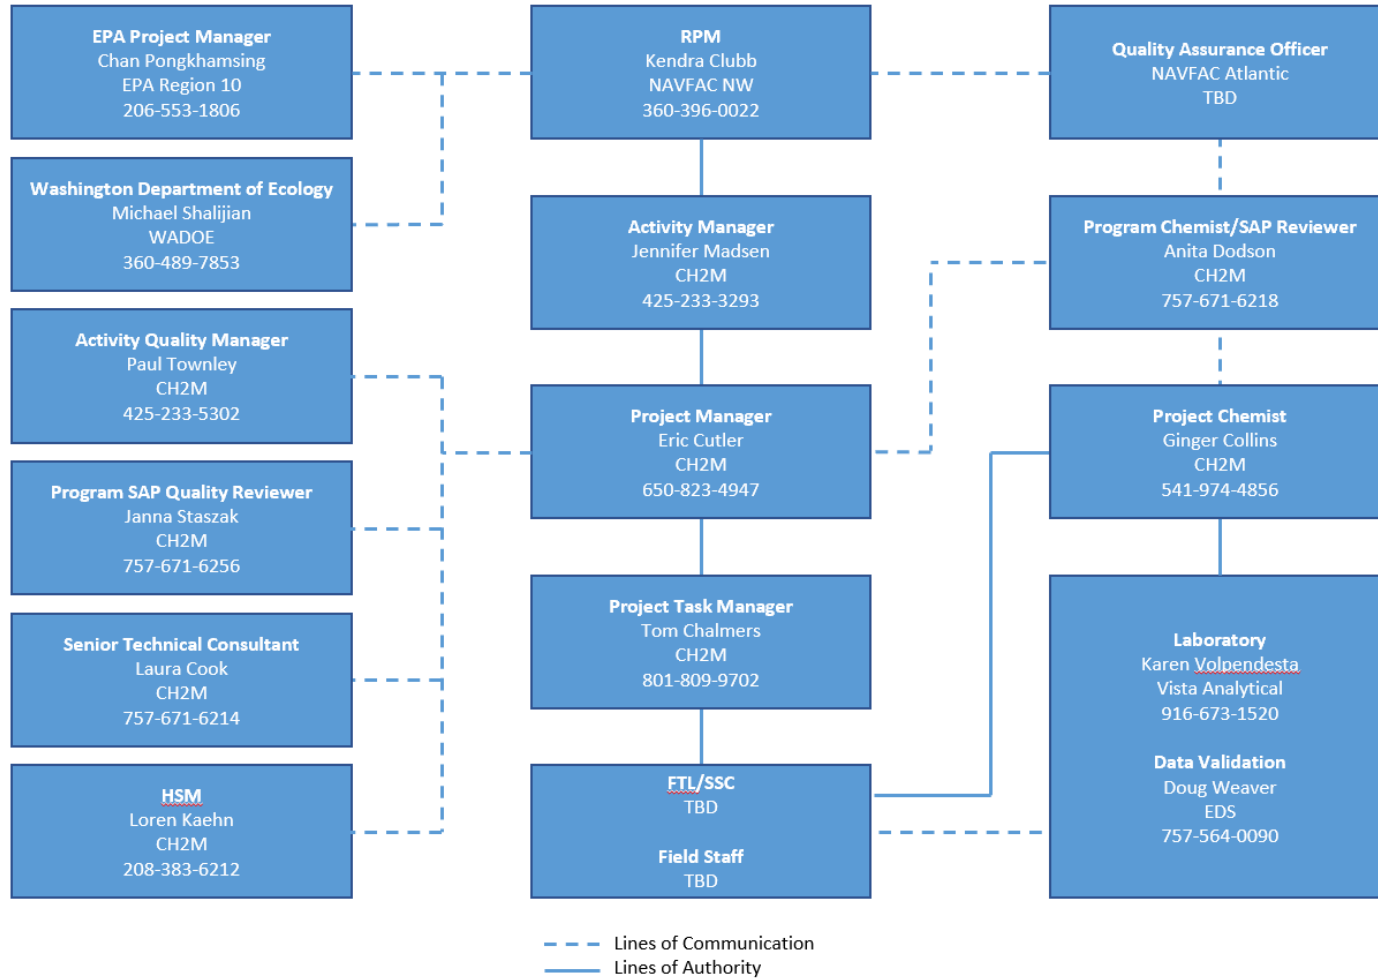 EPA Project Manager
Chan Pongkhamsing
EPA Region 10
206-553-1806
RPM
Kendra Clubb
NAVFAC NW
360-396-0022
Quality Assurance Officer
NAVFAC Atlantic
TBD
Washington Department of Ecology
Michael Shalijian
WADOE
360-489-7853
Activity Manager
Jennifer Madsen
CH2M
425-233-3293
Program Chemist/SAP Reviewer
Anita Dodson
CH2M
757-671-6218
Activity Quality Manager
Paul Townley
CH2M
425-233-5302
Project Manager
Eric Cutler
CH2M
650-823-4947
Project Chemist
Ginger Collins
CH2M
541-974-4856
Program SAP Quality Reviewer
Janna Staszak
CH2M
757-671-6256
Project Task Manager
Tom Chalmers
CH2M
801-809-9702
Laboratory
Karen Volpendesta
Vista Analytical
916-673-1520
Data Validation
Doug Weaver
EDS
757-564-0090
Senior Technical Consultant
Laura Cook
CH2M
757-671-6214
HSM
Loren Kaehn
CH2M
208-383-6212
FTL/SSC
TBD
Field Staff
TBD
Lines of Communication
Lines of Authority